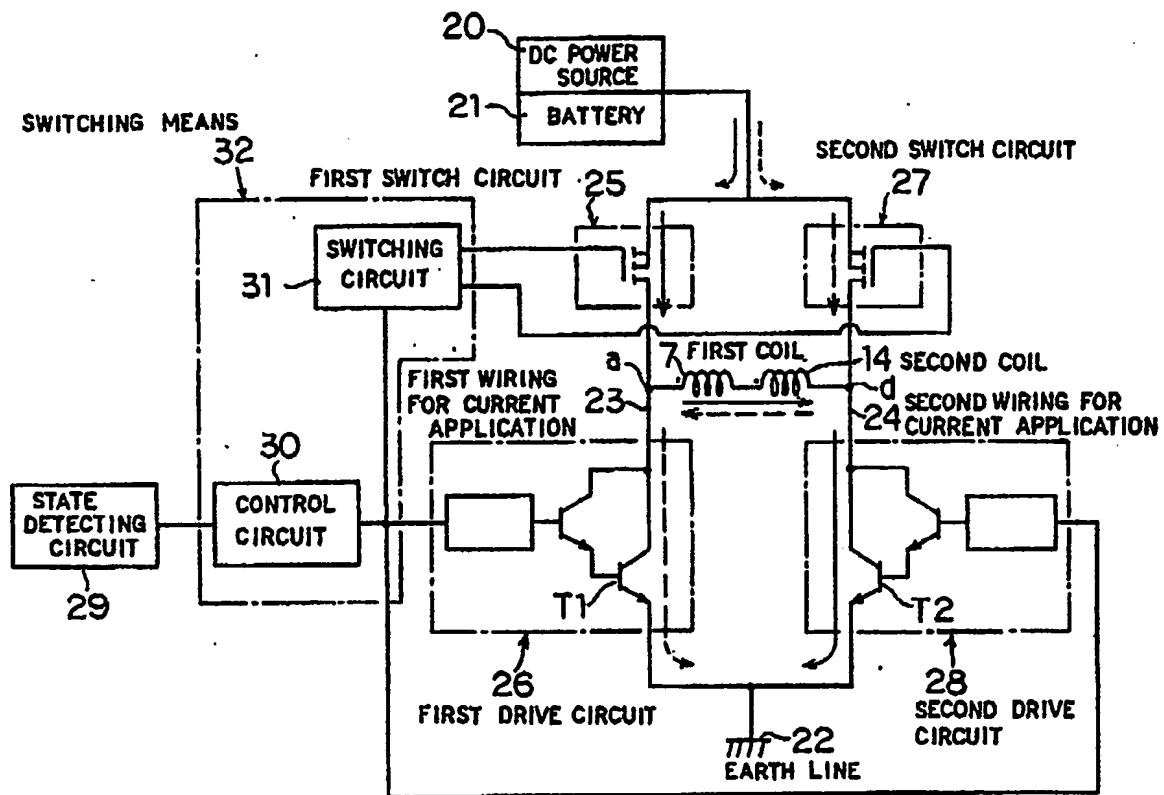 20
DC POWER
SOURCE
21
BATTERY
SWITCHING MEANS
32
FIRST SWITCH CIRCUIT
25
SECOND SWITCH CIRCUIT
27
SWITCHING
CIRCUIT
31
a
7
FIRST COIL
14
SECOND COIL
d
23
24
FIRST WIRING
FOR CURRENT
APPLICATION
SECOND WIRING FOR
CURRENT APPLICATION
30
CONTROL
CIRCUIT
STATE
DETECTING
CIRCUIT
29
T1
T2
26
FIRST DRIVE CIRCUIT
28
SECOND DRIVE
CIRCUIT
22
EARTH LINE